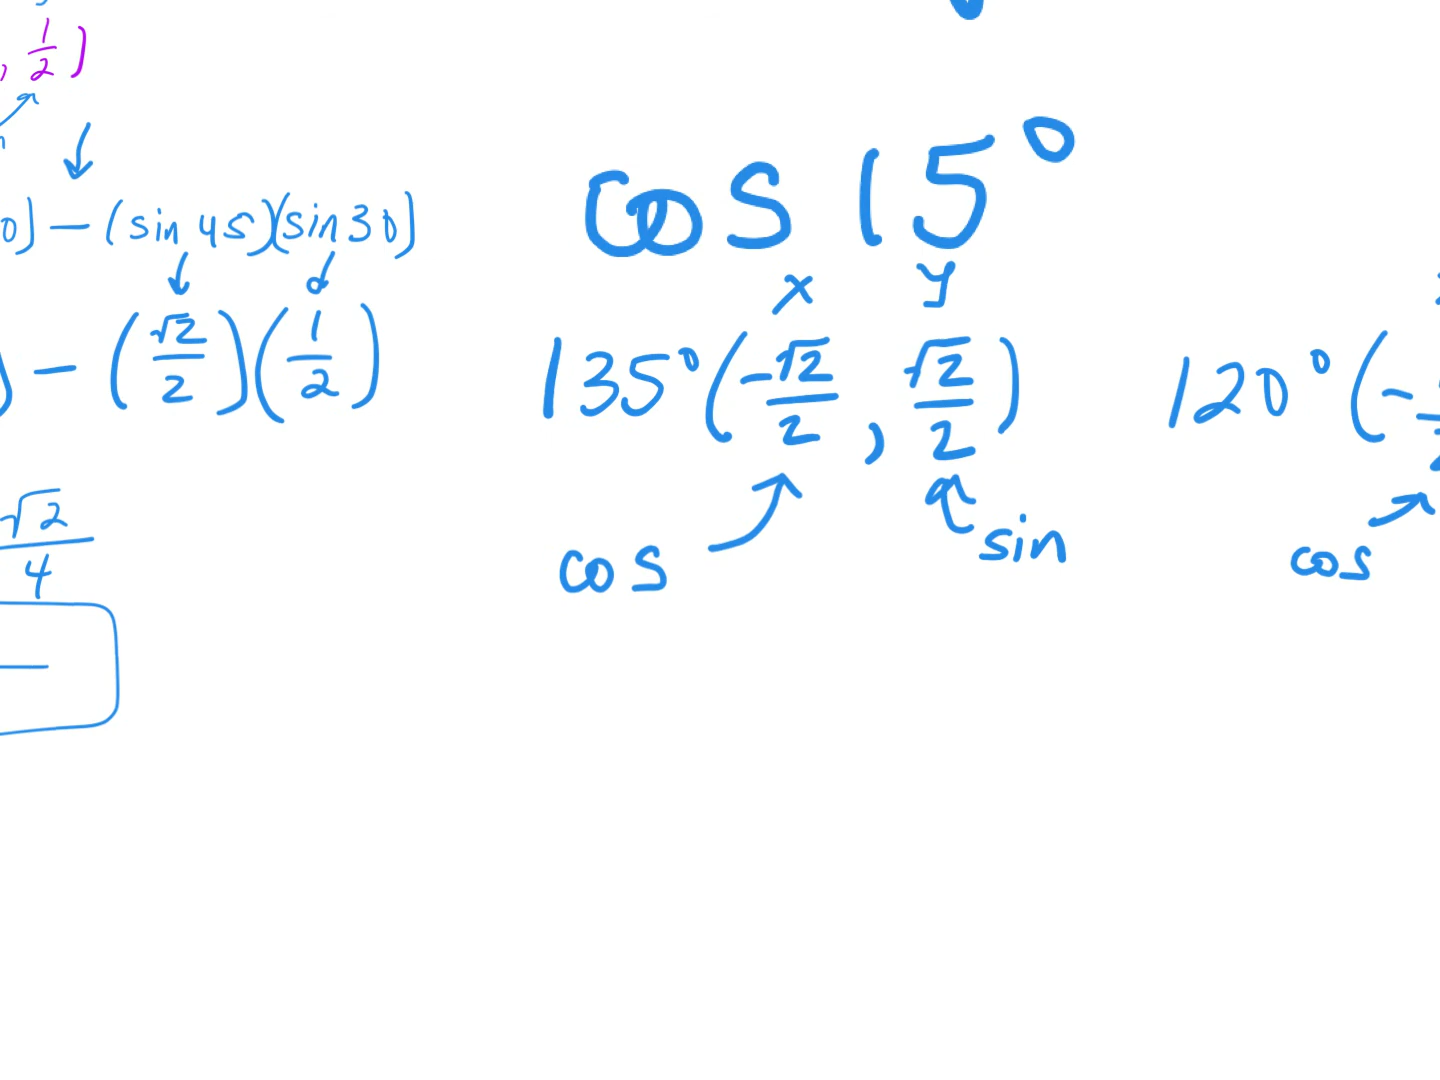 , 1/2)
0) — (sin 45)(sin 30)
) — (√2/2)(1/2)
√2/4
—
cos 15°
x y
135° (-√2/2, √2/2)
cos sin
120° (-
cos